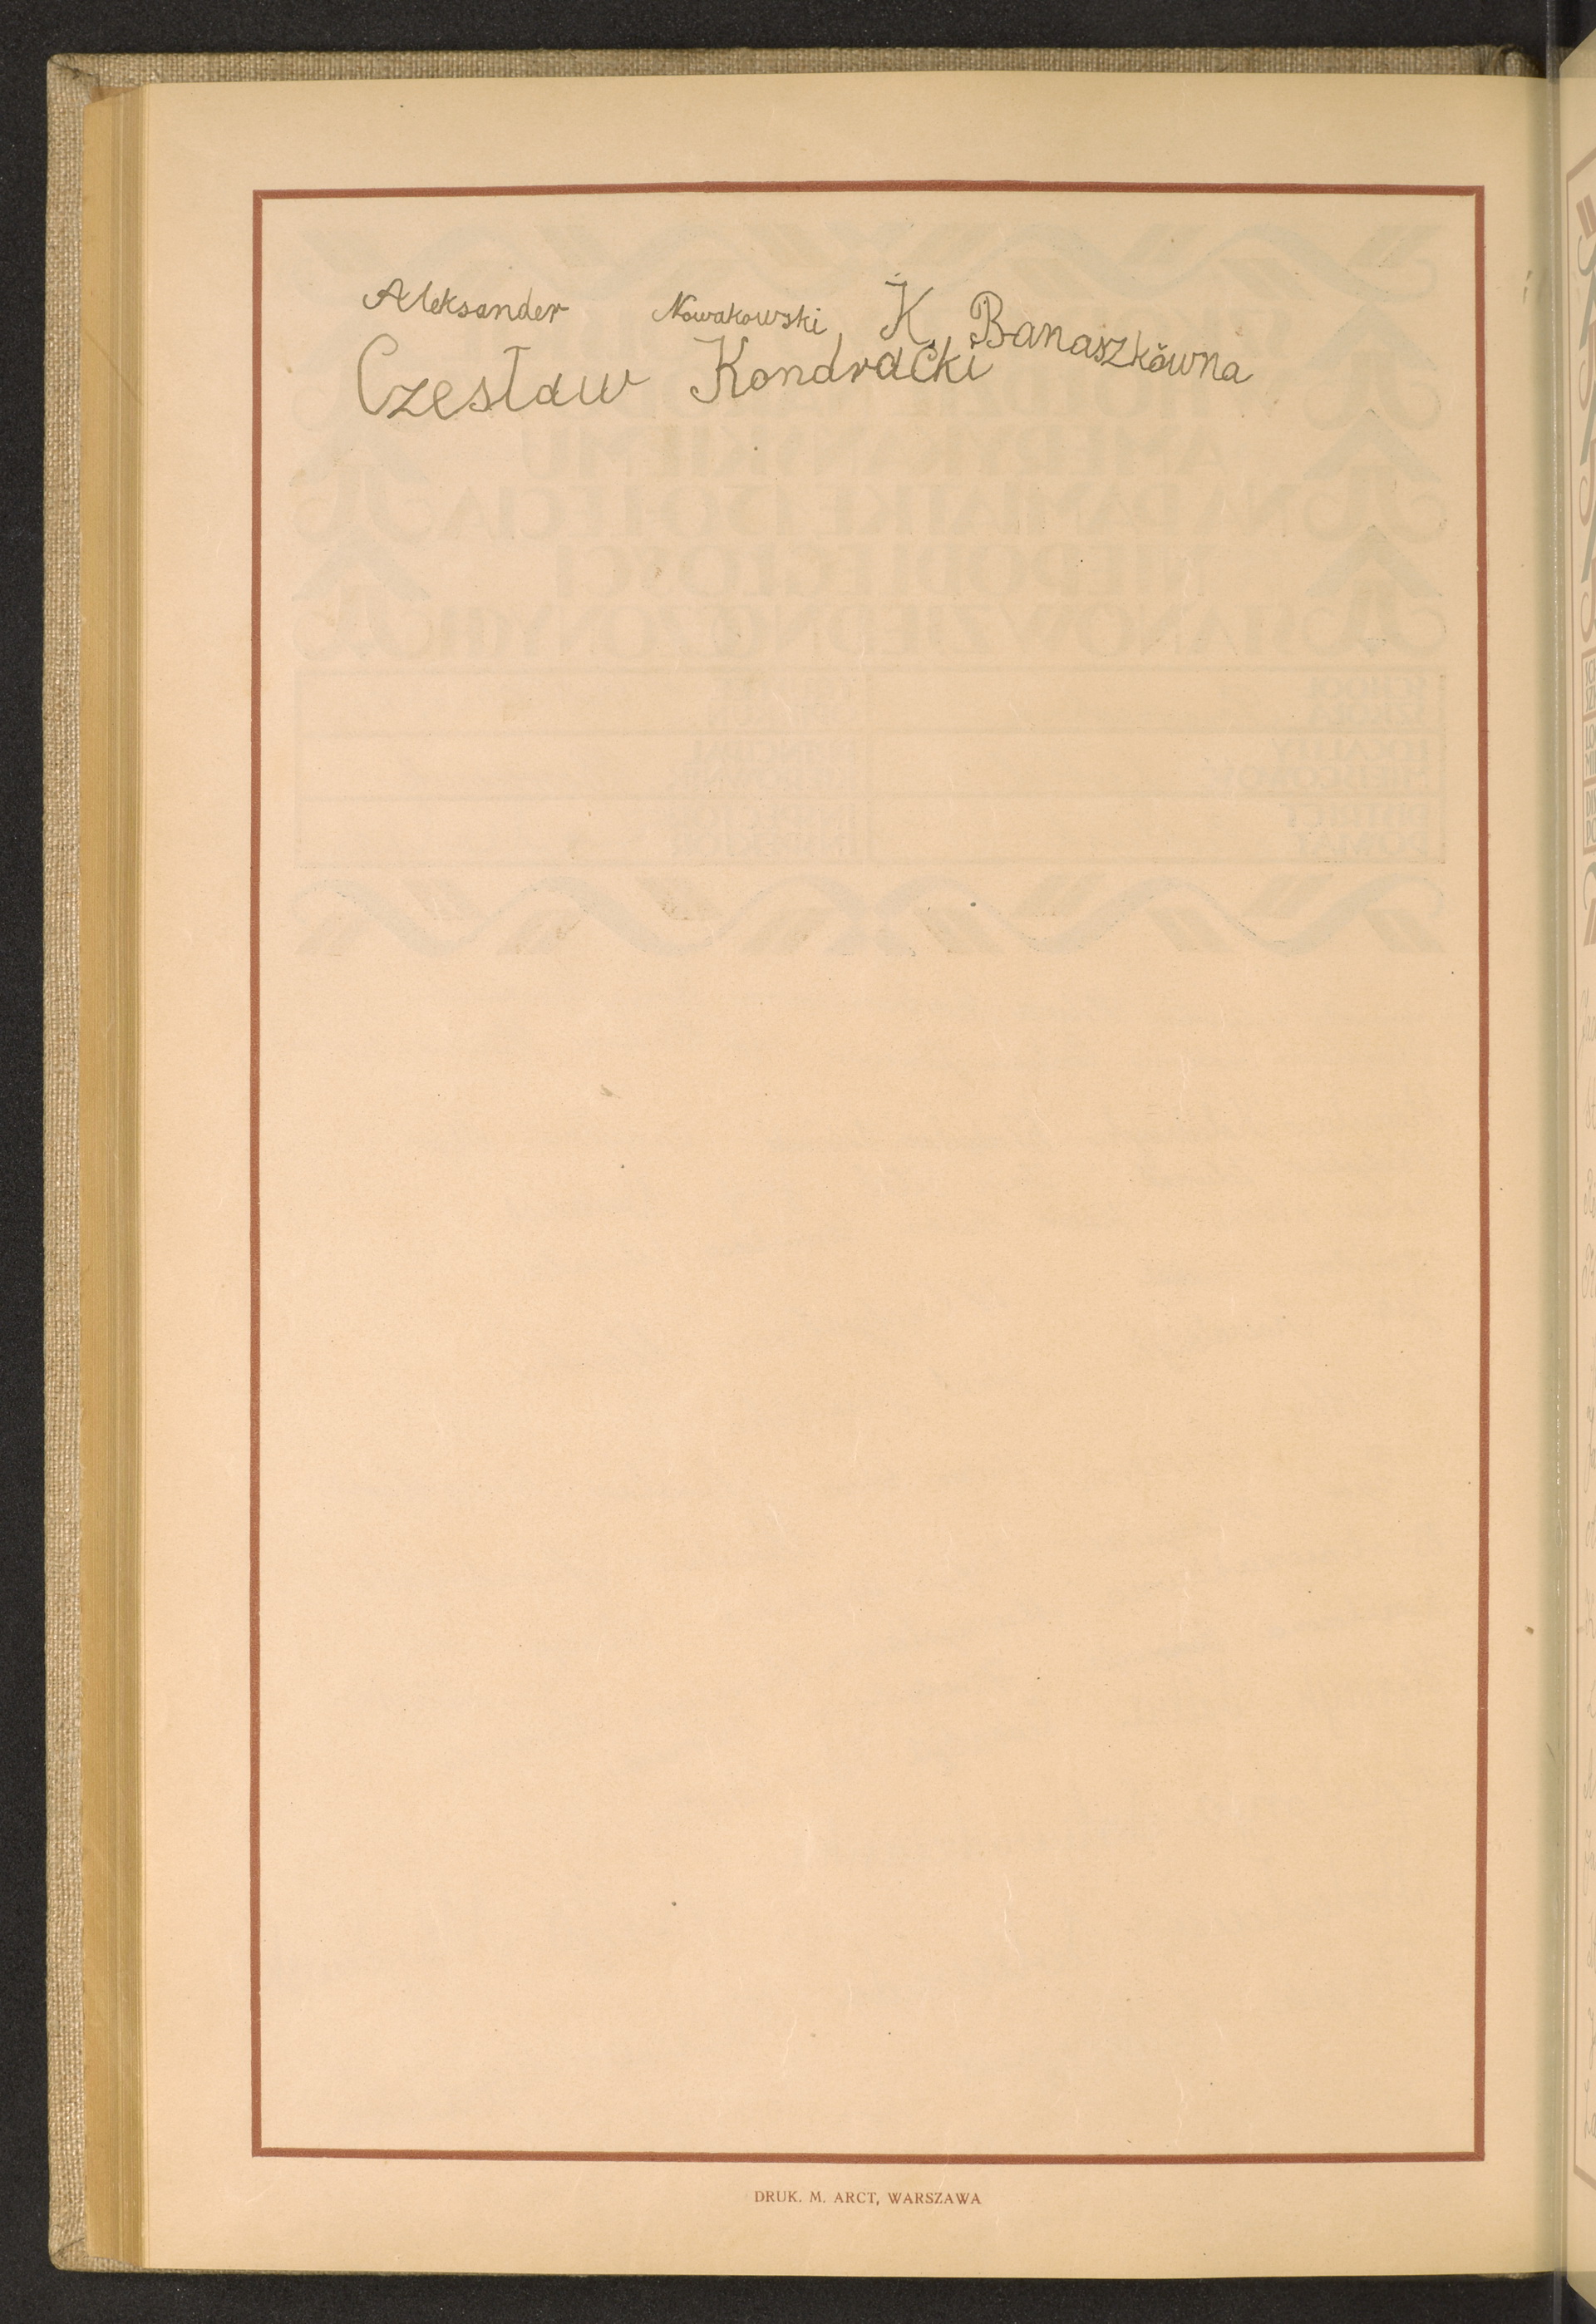 Aleksander Nowakowski K. Banaszkówna
Czesław Kondracki
DRUK. M. ARCT, WARSZAWA